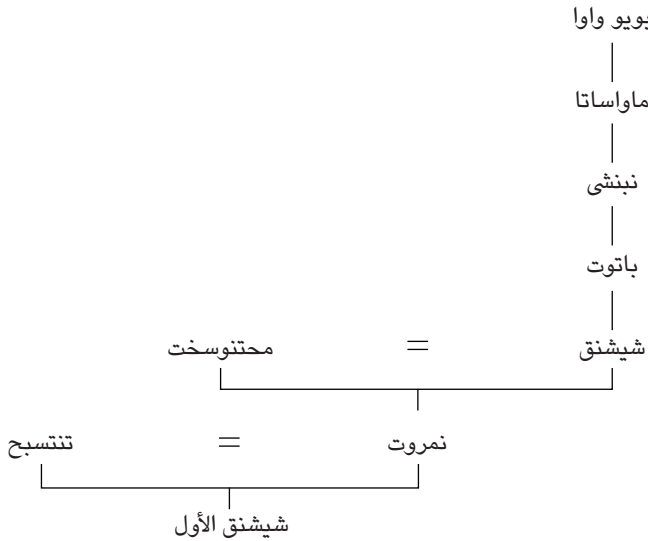 بويو واوا
ماواساتا
نبنشى
باتوت
شيشنق = محتنوسخت
نمروت = تنتسبح
شيشنق الأول